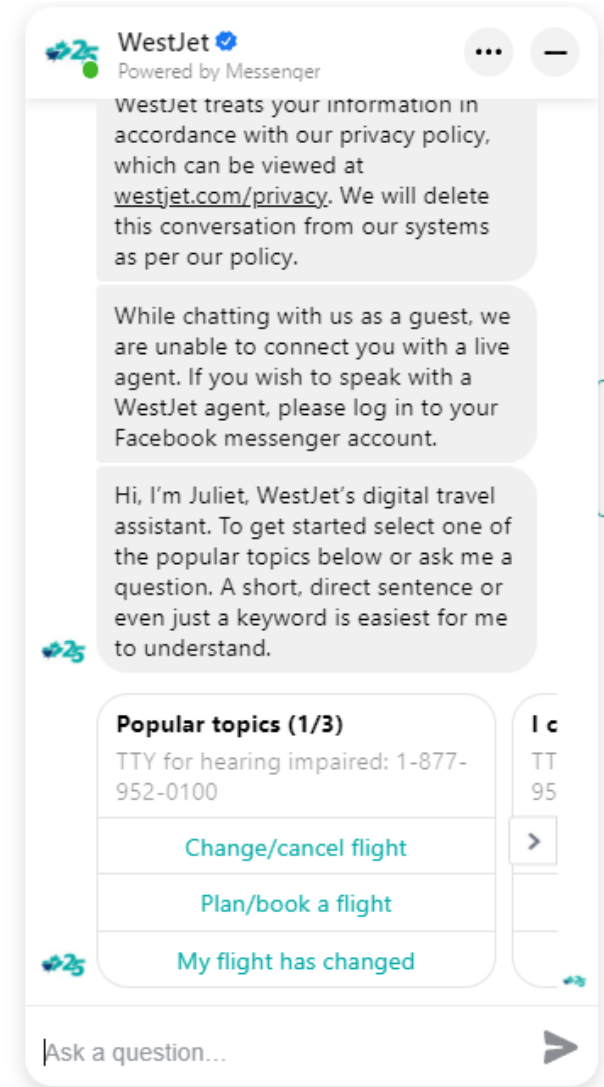 WestJet
Powered by Messenger
WestJet treats your information in
accordance with our privacy policy,
which can be viewed at
westjet.com/privacy. We will delete
this conversation from our systems
as per our policy.
While chatting with us as a guest, we
are unable to connect you with a live
agent. If you wish to speak with a
WestJet agent, please log in to your
Facebook messenger account.
Hi, I’m Juliet, WestJet’s digital travel
assistant. To get started select one of
the popular topics below or ask me a
question. A short, direct sentence or
even just a keyword is easiest for me
to understand.
25
Popular topics (1/3)
TTY for hearing impaired: 1-877-
952-0100
Change/cancel flight
Plan/book a flight
My flight has changed
25
I c
TT
95
Ask a question...